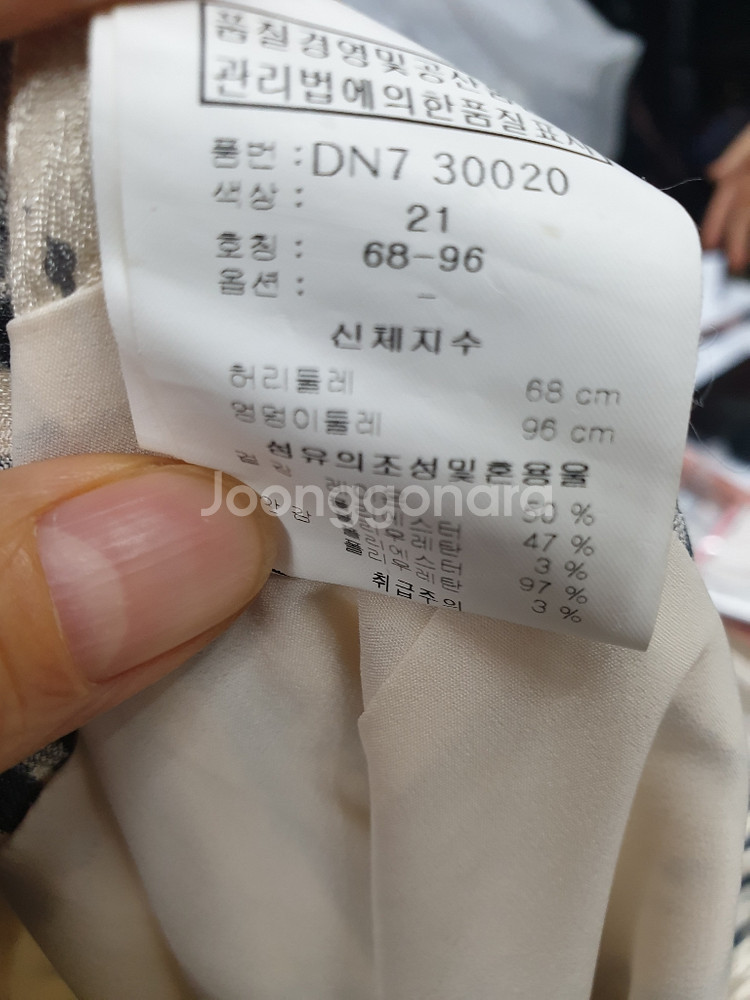 품질경영및공산
관리법에의한품질표시
품번 : DN7 30020
색상 : 21
호칭 : 68-96
옵션 : -
신체지수
허리둘레 68 cm
엉덩이둘레 96 cm
섬유의조성및혼용율
겉감 50 %
폴리에스터 47 %
폴리우레탄 3 %
안감 폴리에스터 97 %
폴리우레탄 3 %
취급주의
Joonggonara